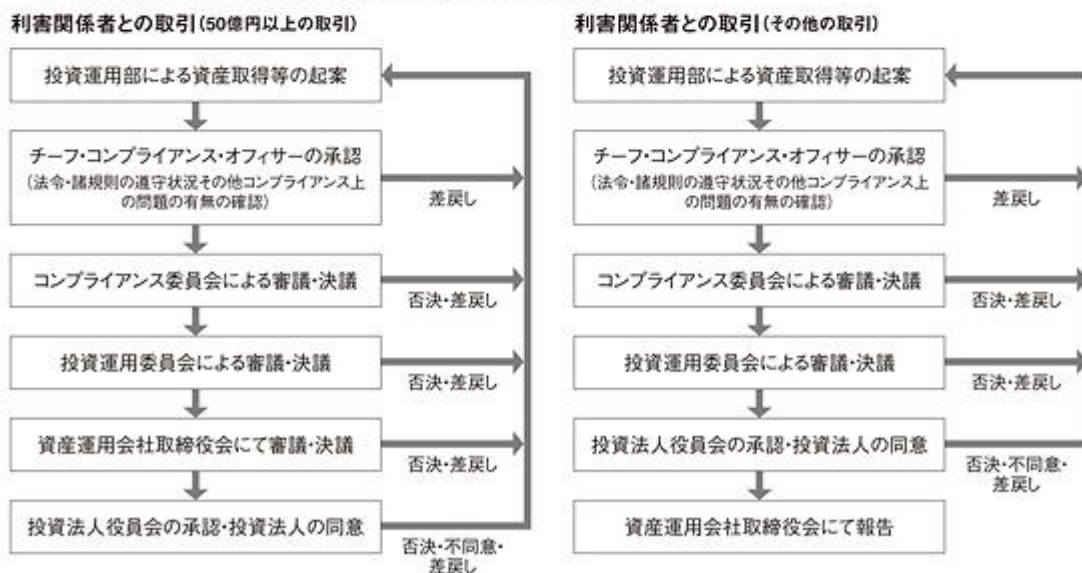 利害関係者との取引(50億円以上の取引)
投資運用部による資産取得等の起案
チーフ・コンプライアンス・オフィサーの承認
(法令・諸規則の遵守状況その他コンプライアンス上
の問題の有無の確認)
差戻し
コンプライアンス委員会による審議・決議
否決・差戻し
投資運用委員会による審議・決議
否決・差戻し
資産運用会社取締役会にて審議・決議
否決・差戻し
投資法人役員会の承認・投資法人の同意
否決・不同意・
差戻し
利害関係者との取引(その他の取引)
投資運用部による資産取得等の起案
チーフ・コンプライアンス・オフィサーの承認
(法令・諸規則の遵守状況その他コンプライアンス上
の問題の有無の確認)
差戻し
コンプライアンス委員会による審議・決議
否決・差戻し
投資運用委員会による審議・決議
否決・差戻し
投資法人役員会の承認・投資法人の同意
否決・不同意・
差戻し
資産運用会社取締役会にて報告